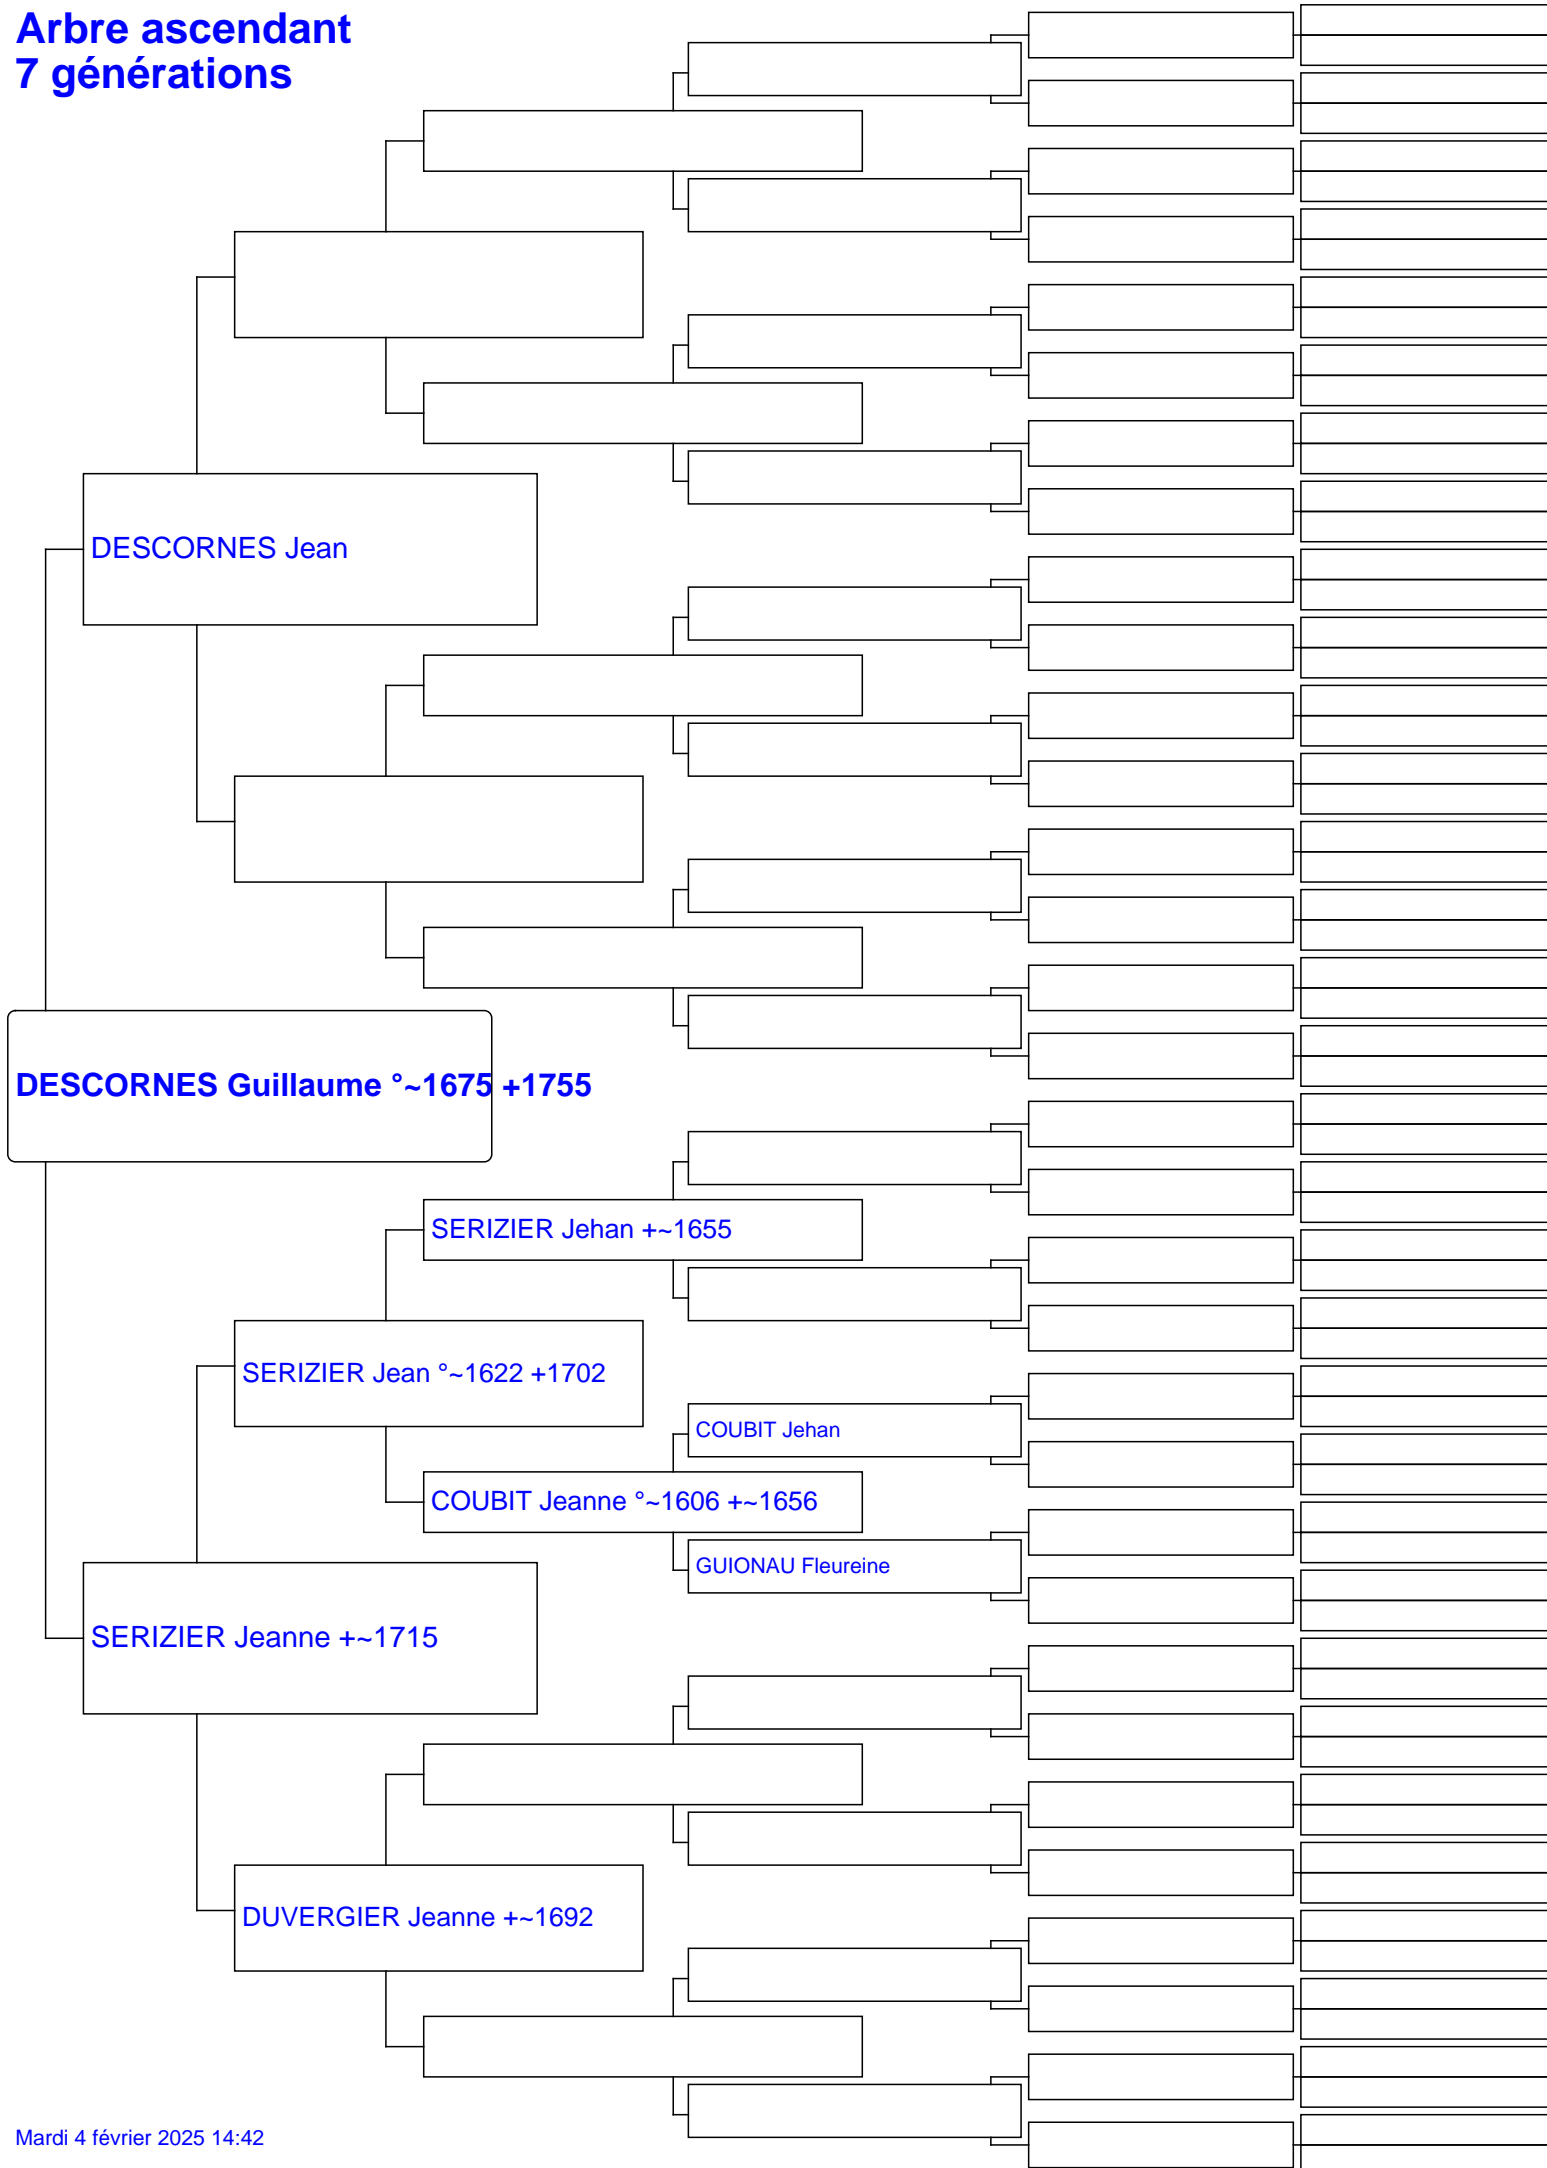 Arbre ascendant
7 générations
DESCORNES Jean
DESCORNES Guillaume °~1675 +1755
SERIZIER Jehan +~1655
SERIZIER Jean °~1622 +1702
COUBIT Jehan
COUBIT Jeanne °~1606 +~1656
GUIONAU Fleureine
SERIZIER Jeanne +~1715
DUVERGIER Jeanne +~1692
Mardi 4 février 2025 14:42